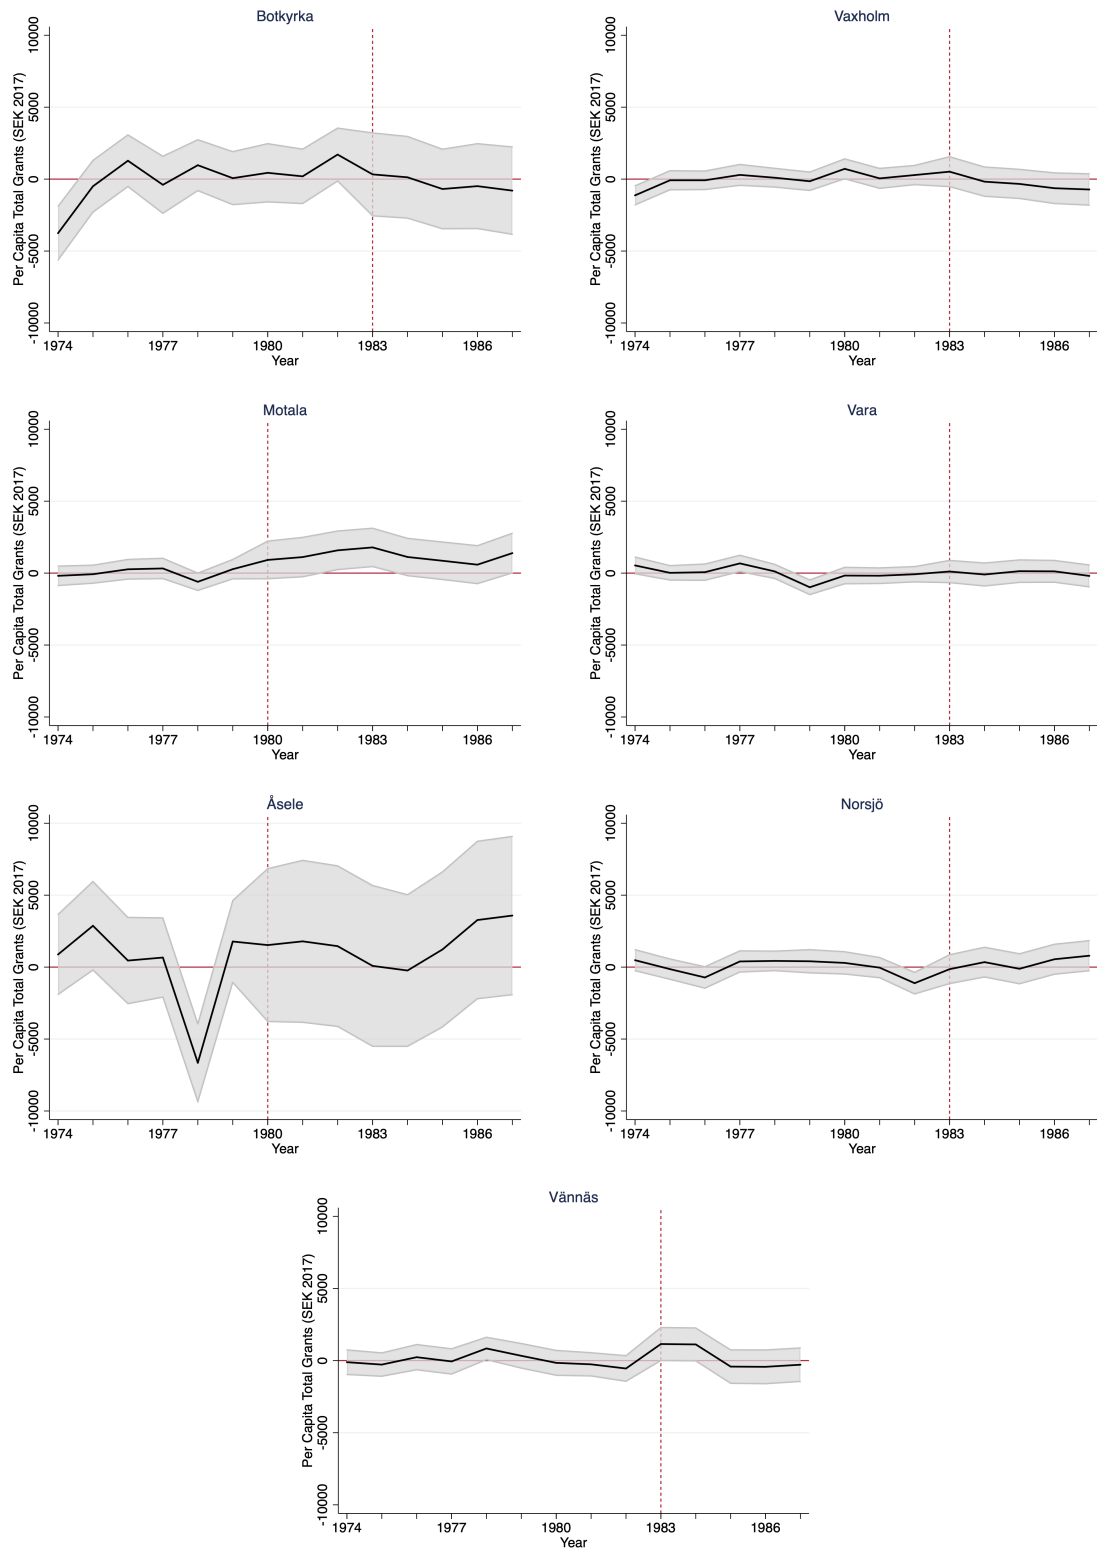 Botkyrka
Per Capita Total Grants (SEK 2017)
10000
5000
0
-5000
-10000
1974 1977 1980 1983 1986
Year
Vaxholm
Per Capita Total Grants (SEK 2017)
10000
5000
0
-5000
-10000
1974 1977 1980 1983 1986
Year
Motala
Per Capita Total Grants (SEK 2017)
10000
5000
0
-5000
-10000
1974 1977 1980 1983 1986
Year
Vara
Per Capita Total Grants (SEK 2017)
10000
5000
0
-5000
-10000
1974 1977 1980 1983 1986
Year
Åsele
Per Capita Total Grants (SEK 2017)
10000
5000
0
-5000
-10000
1974 1977 1980 1983 1986
Year
Norsjö
Per Capita Total Grants (SEK 2017)
10000
5000
0
-5000
-10000
1974 1977 1980 1983 1986
Year
Vännäs
Per Capita Total Grants (SEK 2017)
10000
5000
0
-5000
-10000
1974 1977 1980 1983 1986
Year